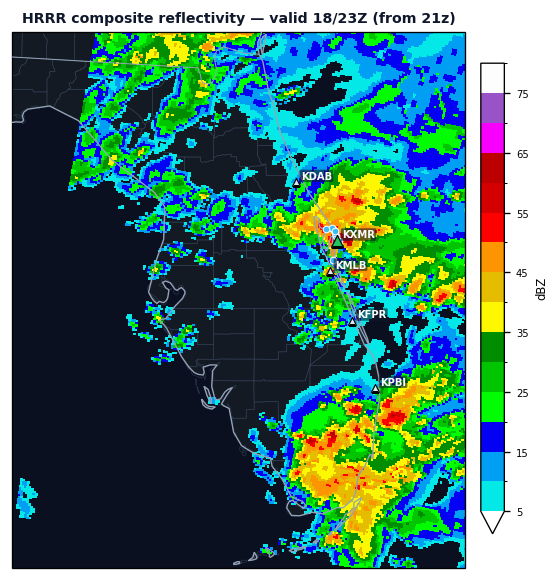 HRRR composite reflectivity — valid 18/23Z (from 21z)
KDAB
KXMR
KMLB
KFPR
KPBI
75
65
55
45
35
25
15
5
dBZ